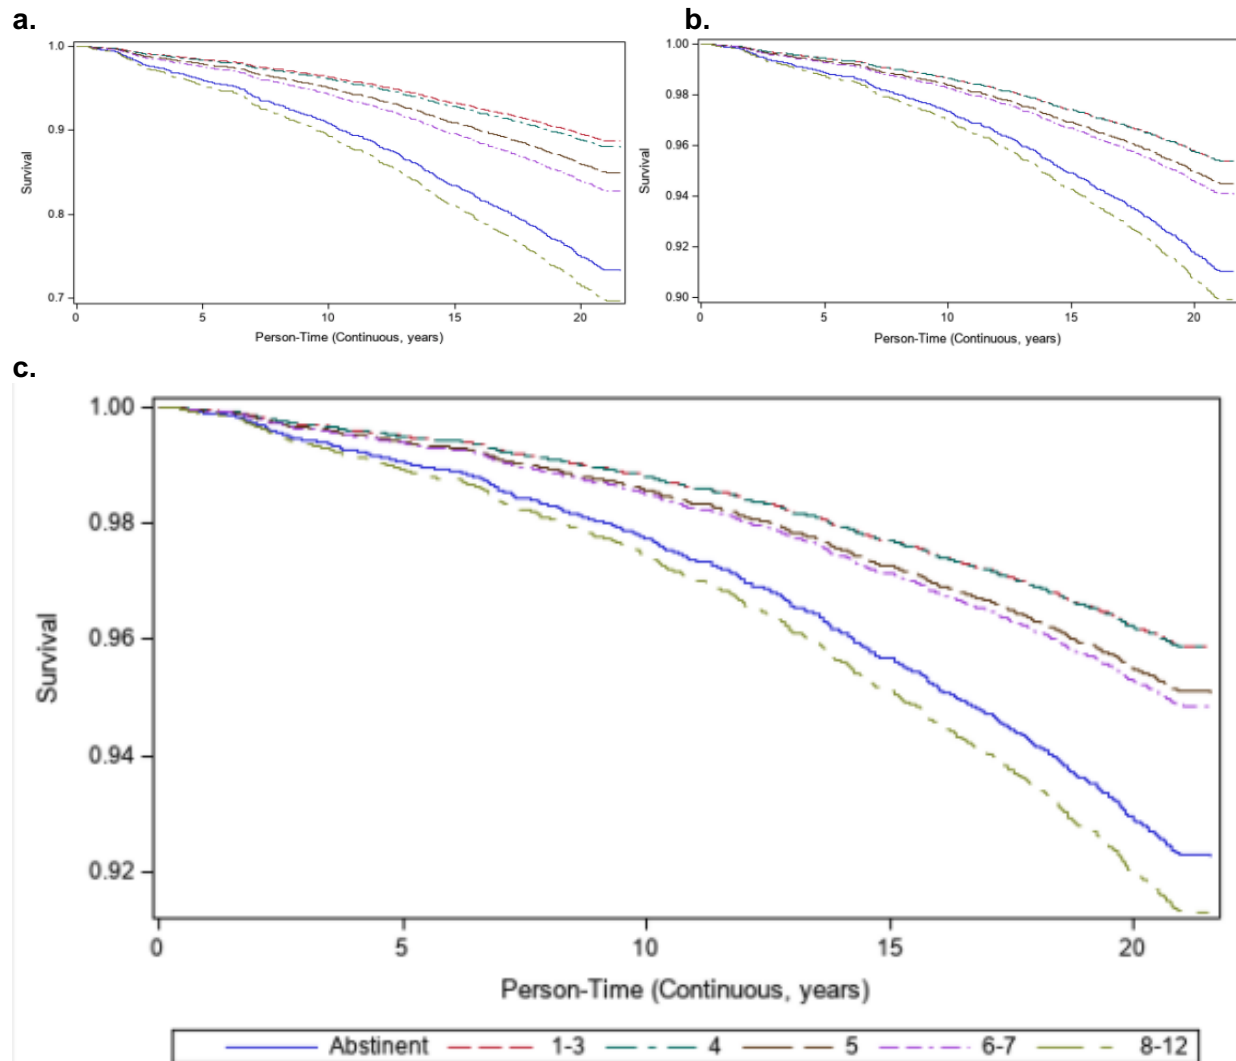 a.
1.0
0.9
0.8
0.7
Survival
0 5 10 15 20
Person-Time (Continuous, years)
b.
1.00
0.98
0.96
0.94
0.92
0.90
Survival
0 5 10 15 20
Person-Time (Continuous, years)
c.
1.00
0.98
0.96
0.94
0.92
Survival
0 5 10 15 20
Person-Time (Continuous, years)
Abstinent 1-3 4 5 6-7 8-12